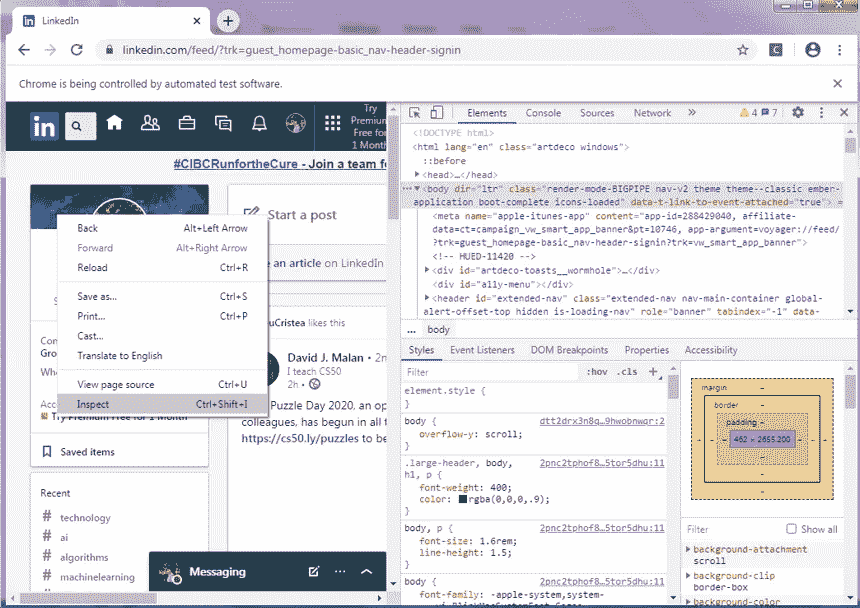 LinkedIn
linkedin.com/feed/?trk=guest_homepage-basic_nav-header-signin
Chrome is being controlled by automated test software.
in
Try
Premium
Free for
1 Month
#CIBCRunfortheCure - Join a team f
Start a post
e an article on LinkedIn
Back Alt+Left Arrow
Forward Alt+Right Arrow
Reload Ctrl+R
Save as... Ctrl+S
Print... Ctrl+P
Cast...
Translate to English
View page source Ctrl+U
Inspect Ctrl+Shift+I
S
Con
Gro
Wh
Acc
Try Premium Free for 1 Month
Saved items
Recent
# technology
# ai
# algorithms
# machinelearning
uCristea likes this
David J. Malan • 2n
I teach CS50
2h •
Puzzle Day 2020, an op
colleagues, has begun in all t
https://cs50.ly/puzzles to be
Messaging
Elements Console Sources Network » 4 7
<!DOCTYPE html>
<html lang="en" class="artdeco windows">
::before
<head>…</head>
<body dir="ltr" class="render-mode-BIGPIPE nav-v2 theme theme--classic ember-
application boot-complete icons-loaded" data-t-link-to-event-attached="true"> =
<meta name="apple-itunes-app" content="app-id=288429040, affiliate-
data=ct=campaign_vw_smart_app_banner&pt=10746, app-argument=voyager://feed/
?trk=guest_homepage-basic_nav-header-signin?trk=vw_smart_app_banner">
<!-- HUED-11420 -->
<div id="artdeco-toasts__wormhole">…</div>
<div id="ally-menu"></div>
<header id="extended-nav" class="extended-nav nav-main-container global-
alert-offset-top hidden is-loading-nav" role="banner" tabindex="-1" data-
... body
Styles Event Listeners DOM Breakpoints Properties Accessibility
Filter :hov .cls +
element.style {
}
body {
overflow-y: scroll;
}
.large-header, body, 2pnc2tphof8…5tor5dhu:11
h1, p {
font-weight: 400;
color: rgba(0,0,0,.9);
}
body, p { 2pnc2tphof8…5tor5dhu:11
font-size: 1.6rem;
line-height: 1.5;
}
body { 2pnc2tphof8…5tor5dhu:11
font-family: -apple-system,system-
margin -
border -
padding -
462 × 2655.200
Filter Show all
background-attachment
scroll
background-clip
border-box
background-color